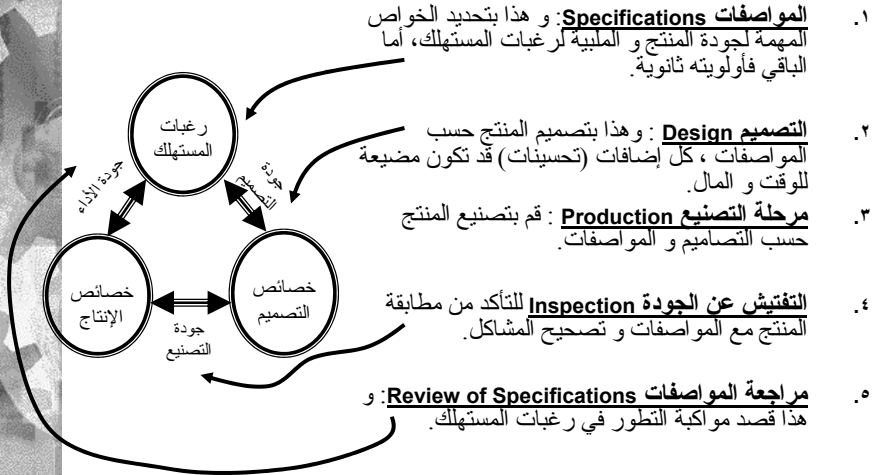 ١. المواصفات Specifications: و هذا بتحديد الخواص
المهمة لجودة المنتج و الملبية لرغبات المستهلك، أما
الباقي فأولويته ثانوية.
٢. التصميم Design : وهذا بتصميم المنتج حسب
المواصفات ، كل إضافات (تحسينات) قد تكون مضيعة
للوقت و المال.
٣. مرحلة التصنيع Production : قم بتصنيع المنتج
حسب التصاميم و المواصفات.
٤. التفتيش عن الجودة Inspection للتأكد من مطابقة
المنتج مع المواصفات و تصحيح المشاكل.
٥. مراجعة المواصفات Review of Specifications: و
هذا قصد مواكبة التطور في رغبات المستهلك.
رغبات
المستهلك
جودة
التصميم
جودة الأداء
خصائص
التصميم
خصائص
الإنتاج
جودة
التصنيع